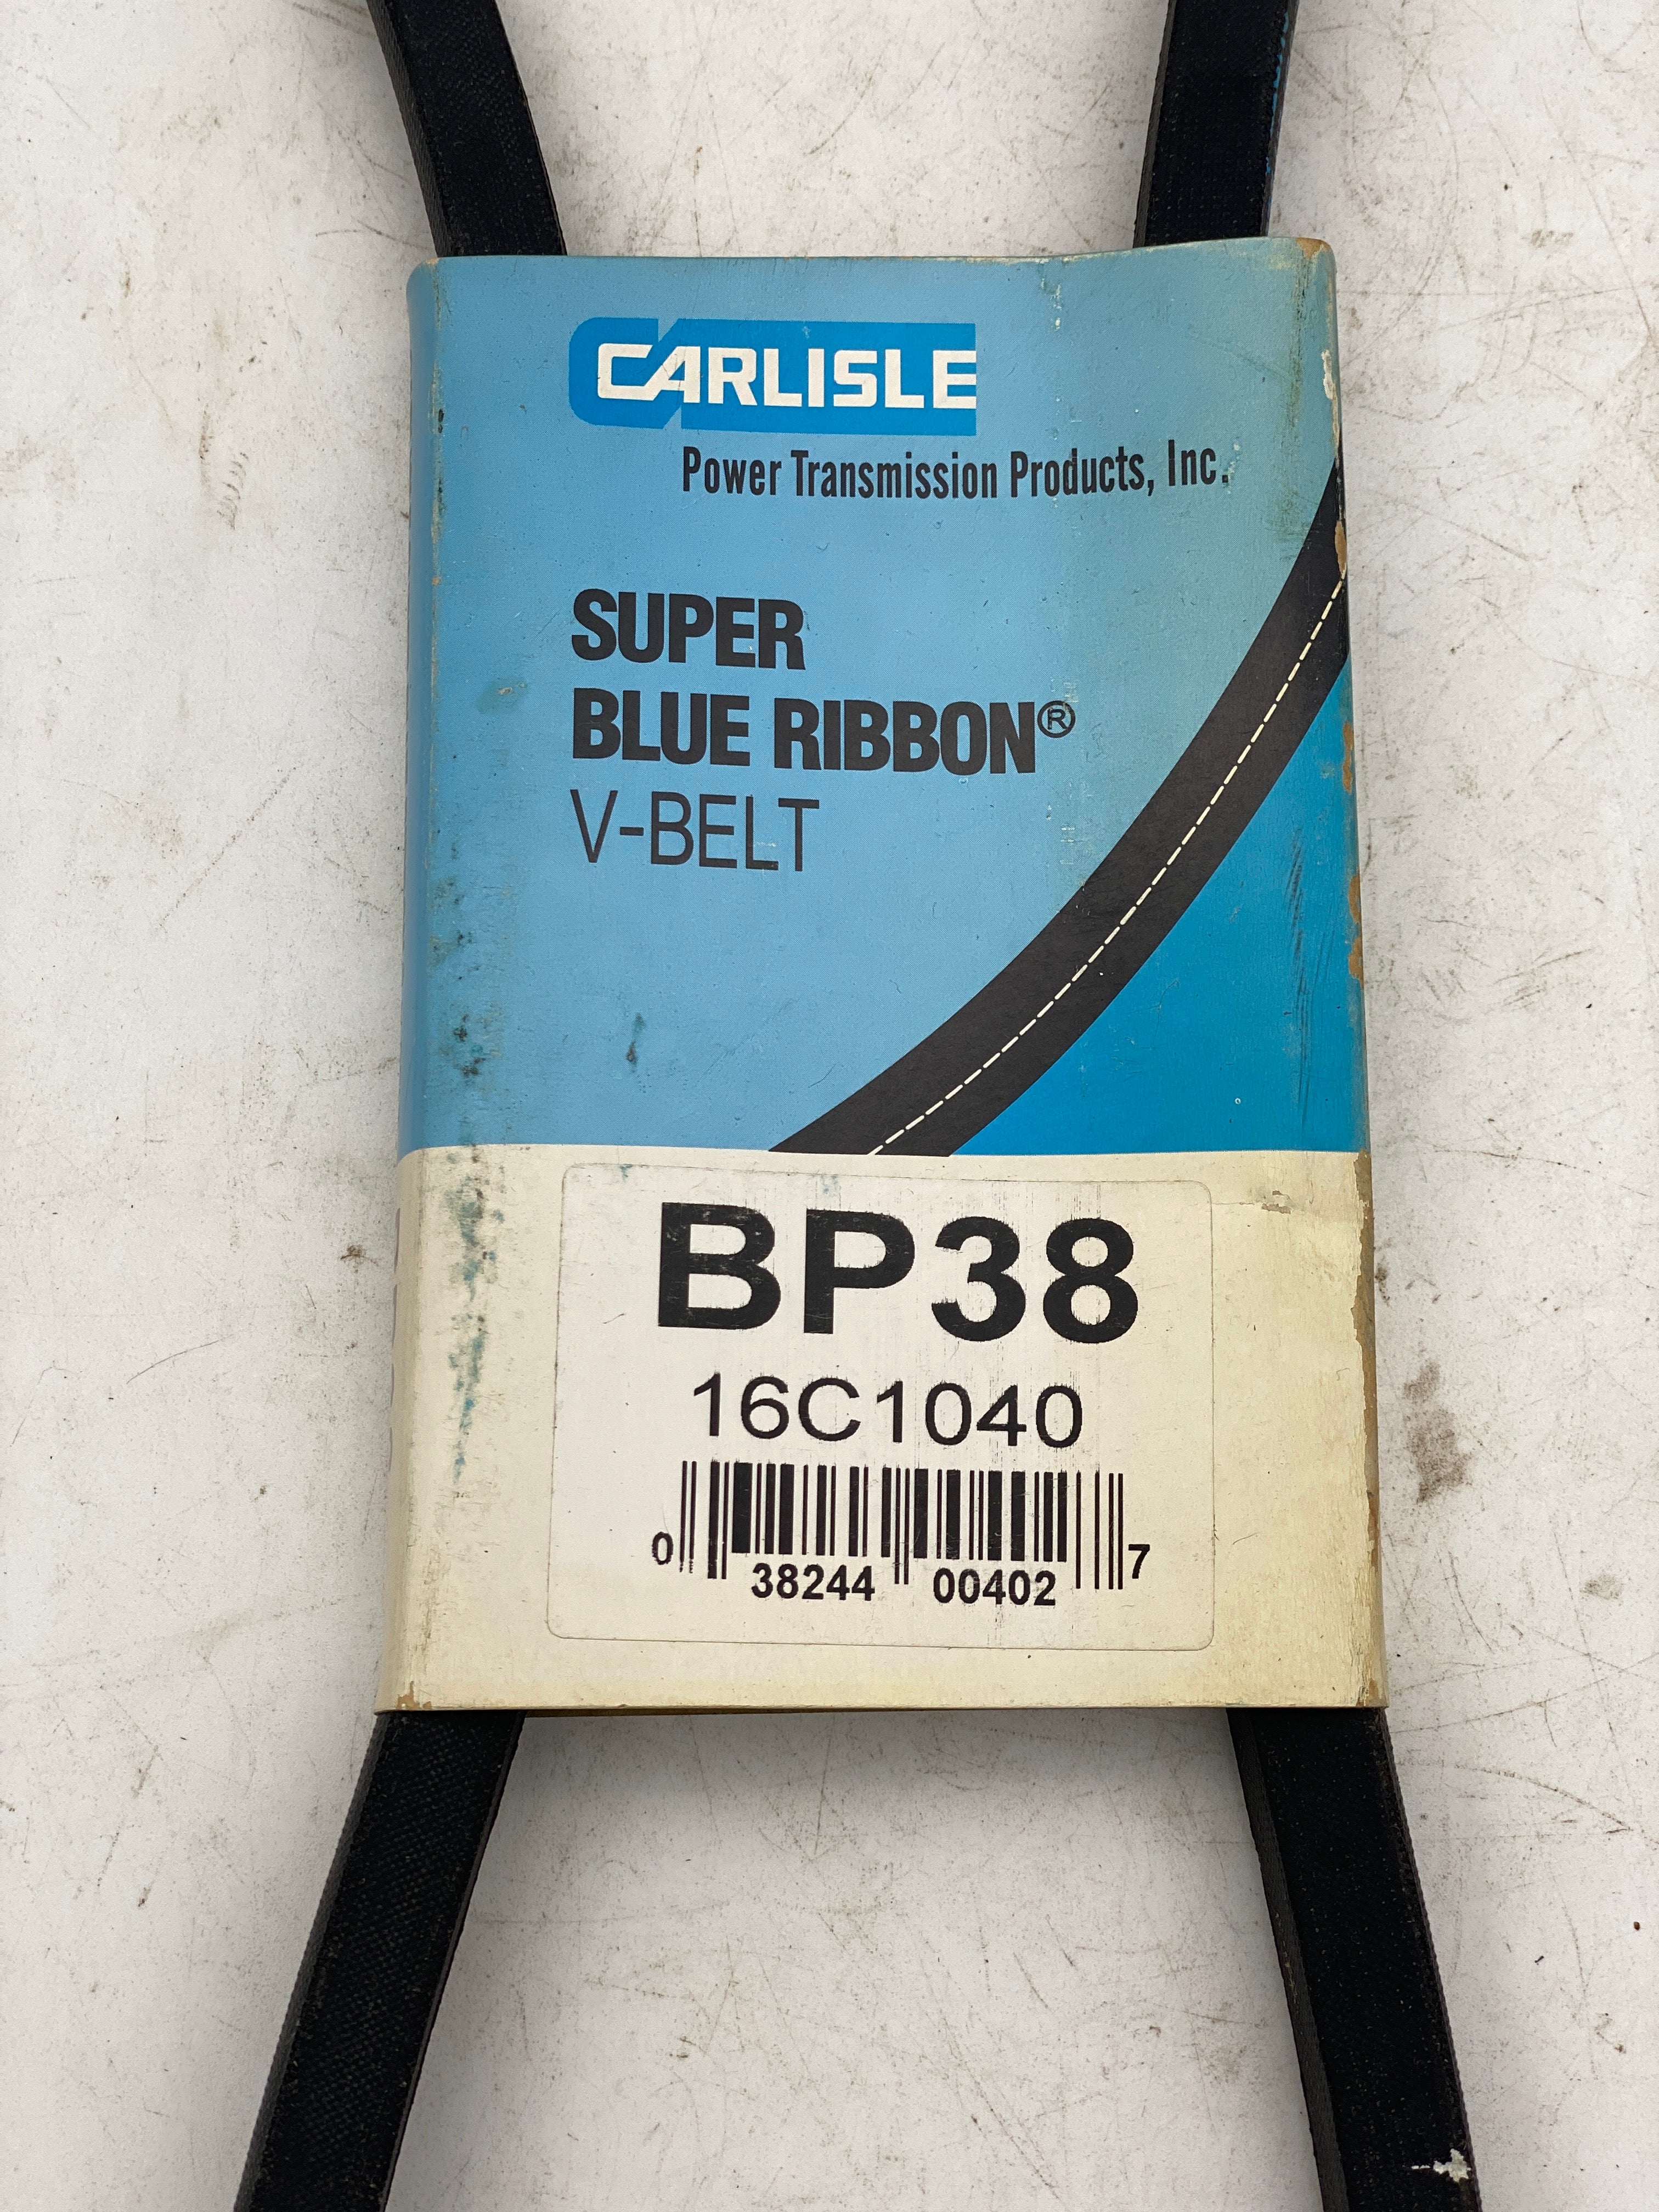 CARLISLE
Power Transmission Products, Inc.
SUPER
BLUE RIBBON®
V-BELT
BP38
16C1040
0 38244 00402 7